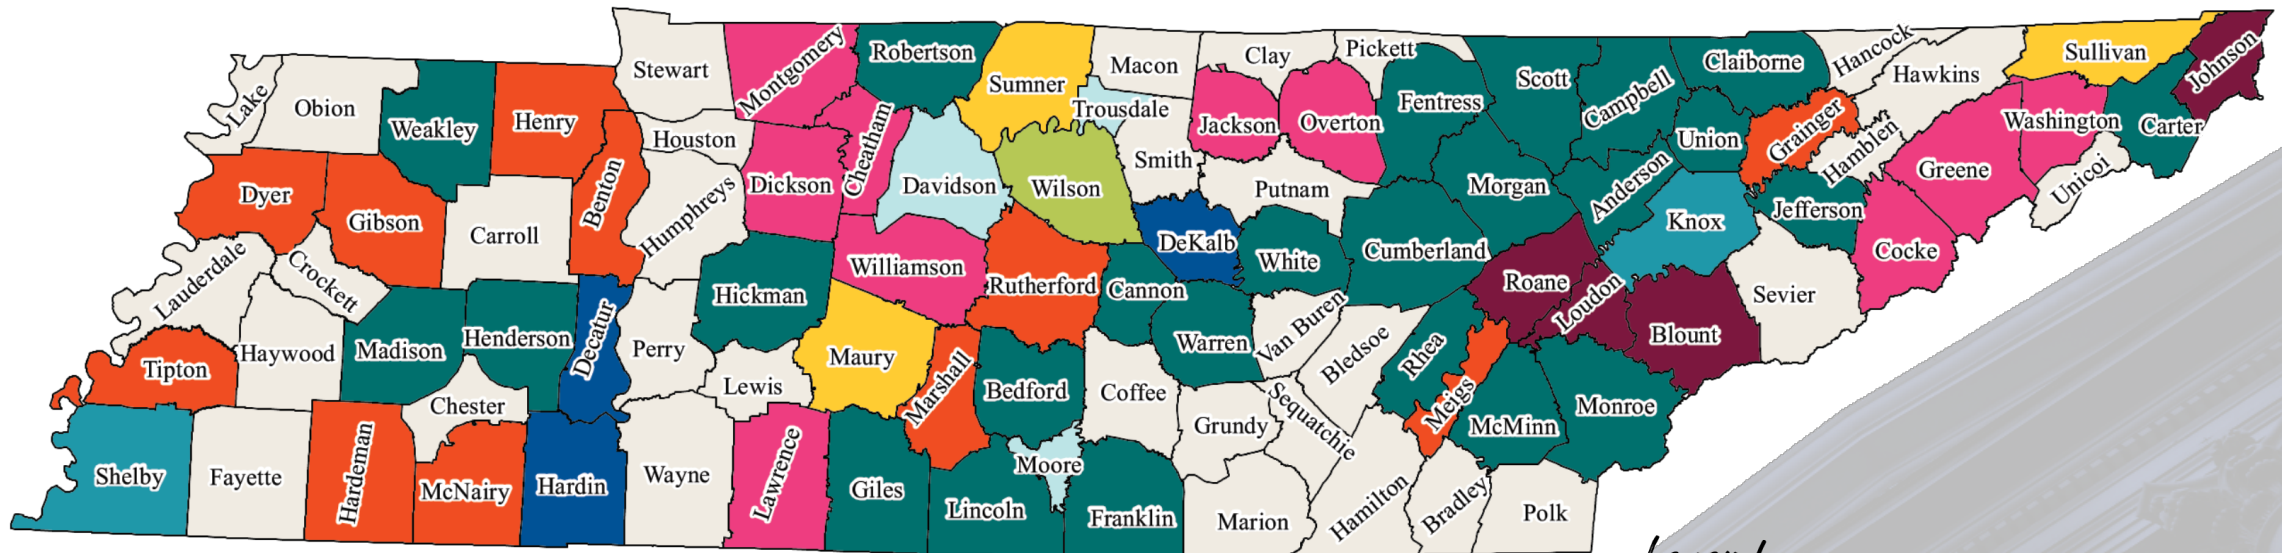 Lake
Obion
Weakley
Henry
Stewart
Montgomery
Robertson
Sumner
Macon
Trousdale
Clay
Pickett
Jackson
Overton
Fentress
Scott
Campbell
Claiborne
Union
Hancock
Hawkins
Grainger
Hamblen
Sullivan
Johnson
Washington
Carter
Greene
Unicoi
Dyer
Gibson
Carroll
Benton
Houston
Humphreys
Dickson
Cheatham
Davidson
Wilson
Smith
Putnam
DeKalb
White
Cumberland
Morgan
Anderson
Knox
Jefferson
Cocke
Sevier
Lauderdale
Crockett
Haywood
Madison
Henderson
Decatur
Perry
Hickman
Williamson
Rutherford
Cannon
Warren
Van Buren
Bledsoe
Rhea
Roane
Loudon
Blount
Tipton
Chester
Lewis
Maury
Marshall
Bedford
Coffee
Grundy
Sequatchie
Meigs
McMinn
Monroe
Shelby
Fayette
Hardeman
McNairy
Hardin
Wayne
Lawrence
Giles
Lincoln
Moore
Franklin
Marion
Hamilton
Bradley
Polk